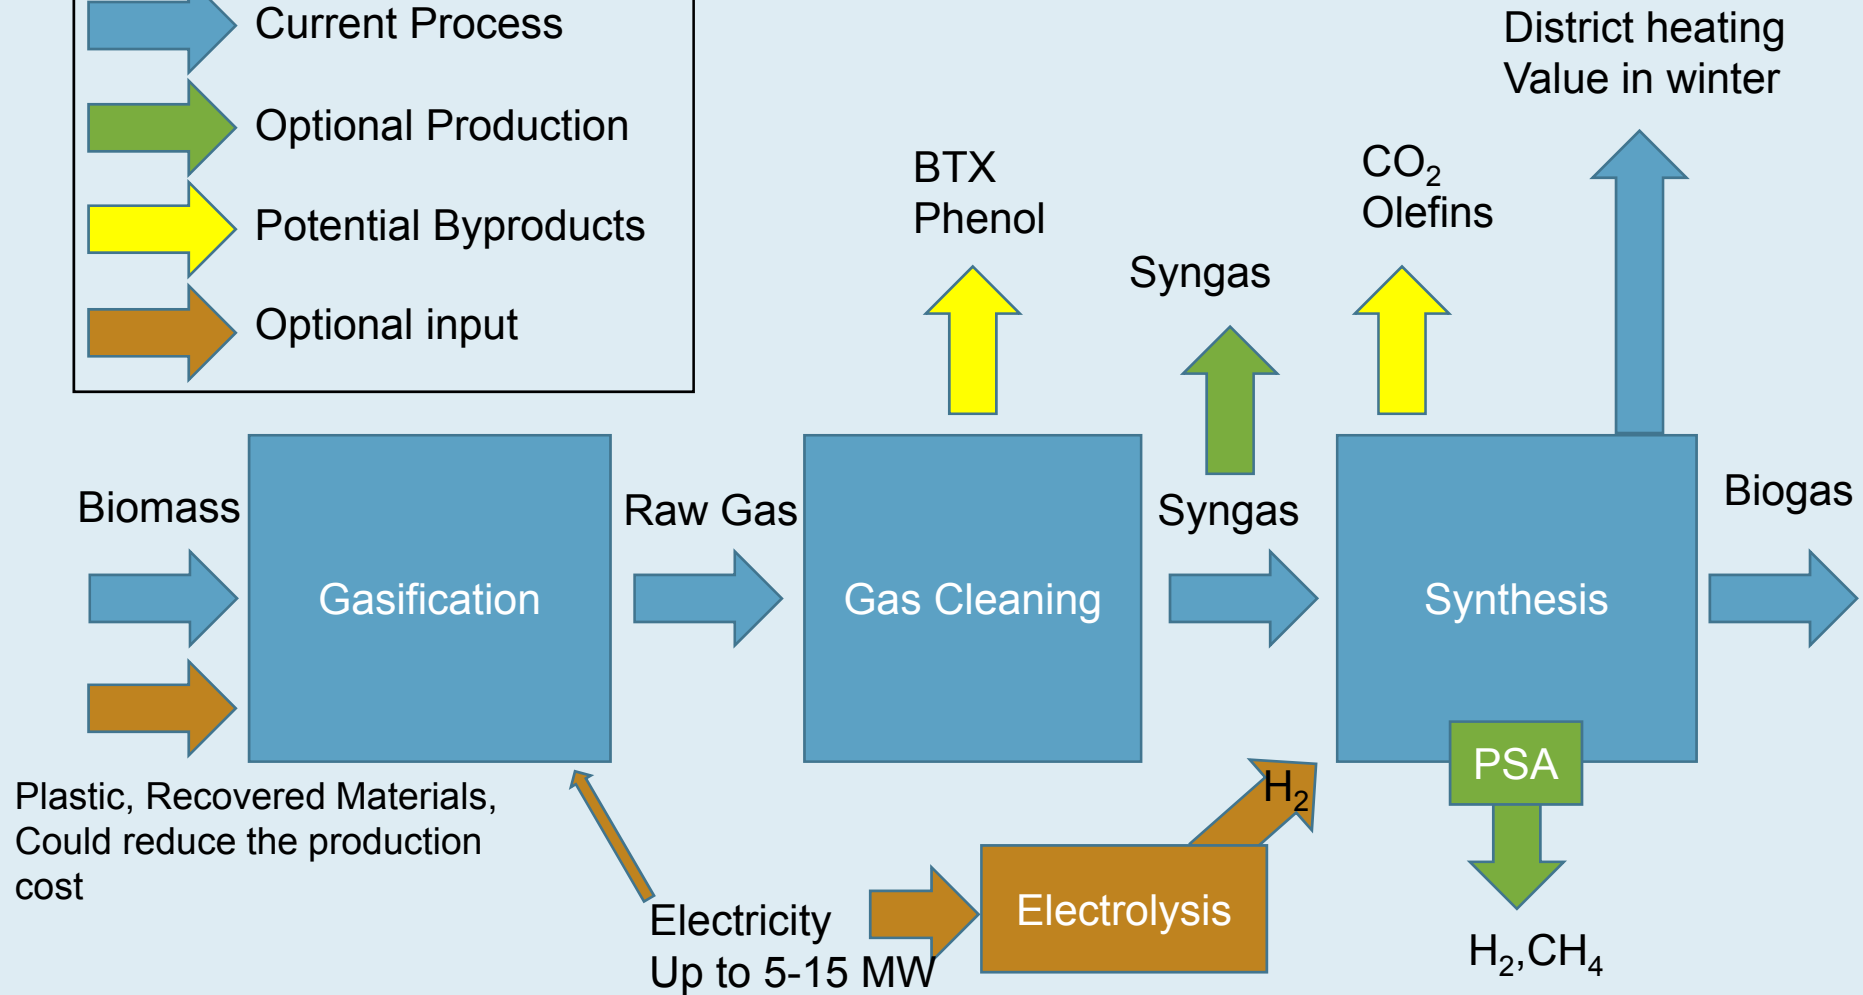 Current Process
Optional Production
Potential Byproducts
Optional input
District heating
Value in winter
BTX
Phenol
CO₂
Olefins
Syngas
Biomass
Raw Gas
Syngas
Biogas
Gasification
Gas Cleaning
Synthesis
PSA
Plastic, Recovered Materials,
Could reduce the production
cost
H₂
Electricity
Up to 5-15 MW
Electrolysis
H₂,CH₄